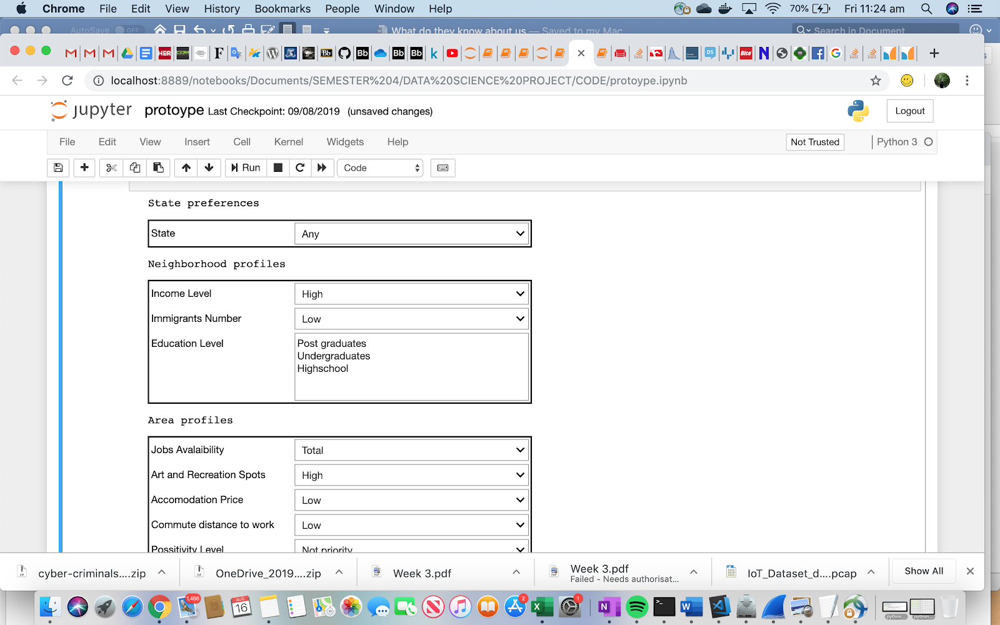 Chrome File Edit View History Bookmarks People Window Help 70% Fri 11:24 am
AutoSave OFF What do they know about us — Saved to my Mac Search in Document
localhost:8889/notebooks/Documents/SEMESTER%204/DATA%20SCIENCE%20PROJECT/CODE/protoype.ipynb
jupyter protoype Last Checkpoint: 09/08/2019 (unsaved changes) Logout
File Edit View Insert Cell Kernel Widgets Help Not Trusted Python 3
Run Code
State preferences
State Any
Neighborhood profiles
Income Level High
Immigrants Number Low
Education Level Post graduates
Undergraduates
Highschool
Area profiles
Jobs Avalaibility Total
Art and Recreation Spots High
Accomodation Price Low
Commute distance to work Low
Possitivity Level Not priority
cyber-criminals....zip OneDrive_2019....zip Week 3.pdf Week 3.pdf IoT_Dataset_d....pcap Show All
Failed - Needs authorisat...
1,466 AUG 16 2 1